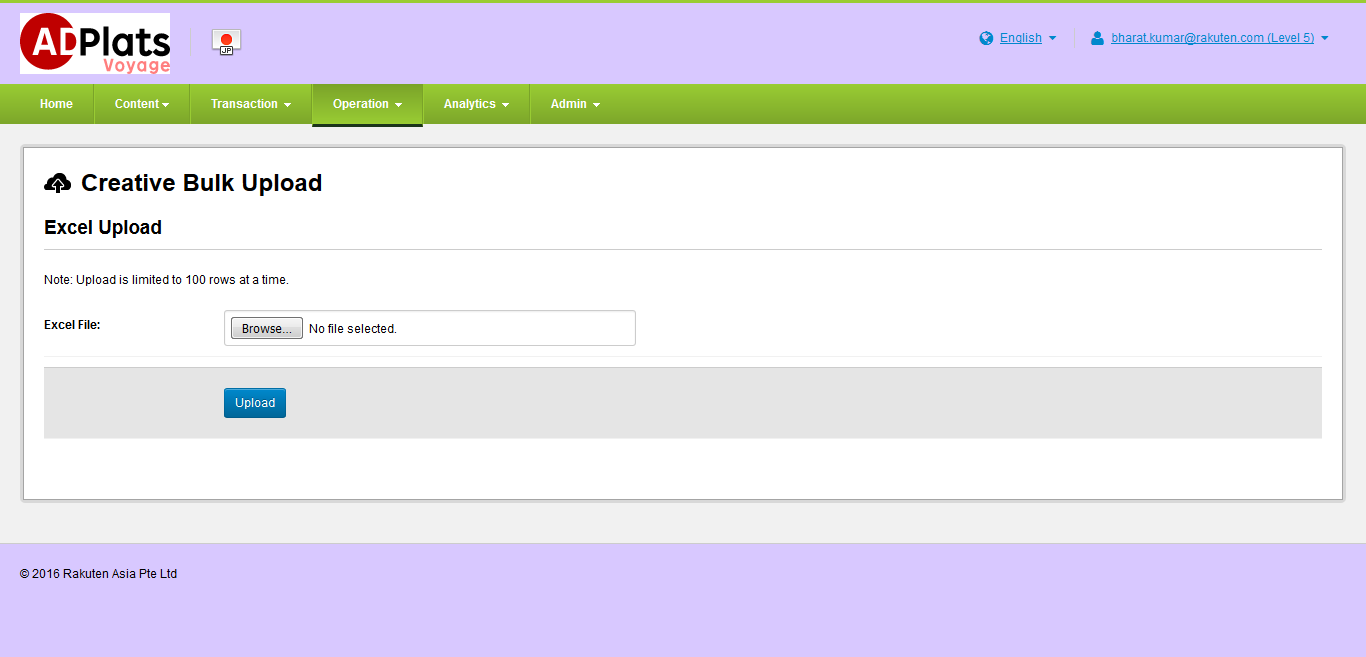 ADPlats
Voyage
JP
English
bharat.kumar@rakuten.com (Level 5)
Home
Content
Transaction
Operation
Analytics
Admin
Creative Bulk Upload
Excel Upload
Note: Upload is limited to 100 rows at a time.
Excel File:
Browse... No file selected.
Upload
© 2016 Rakuten Asia Pte Ltd